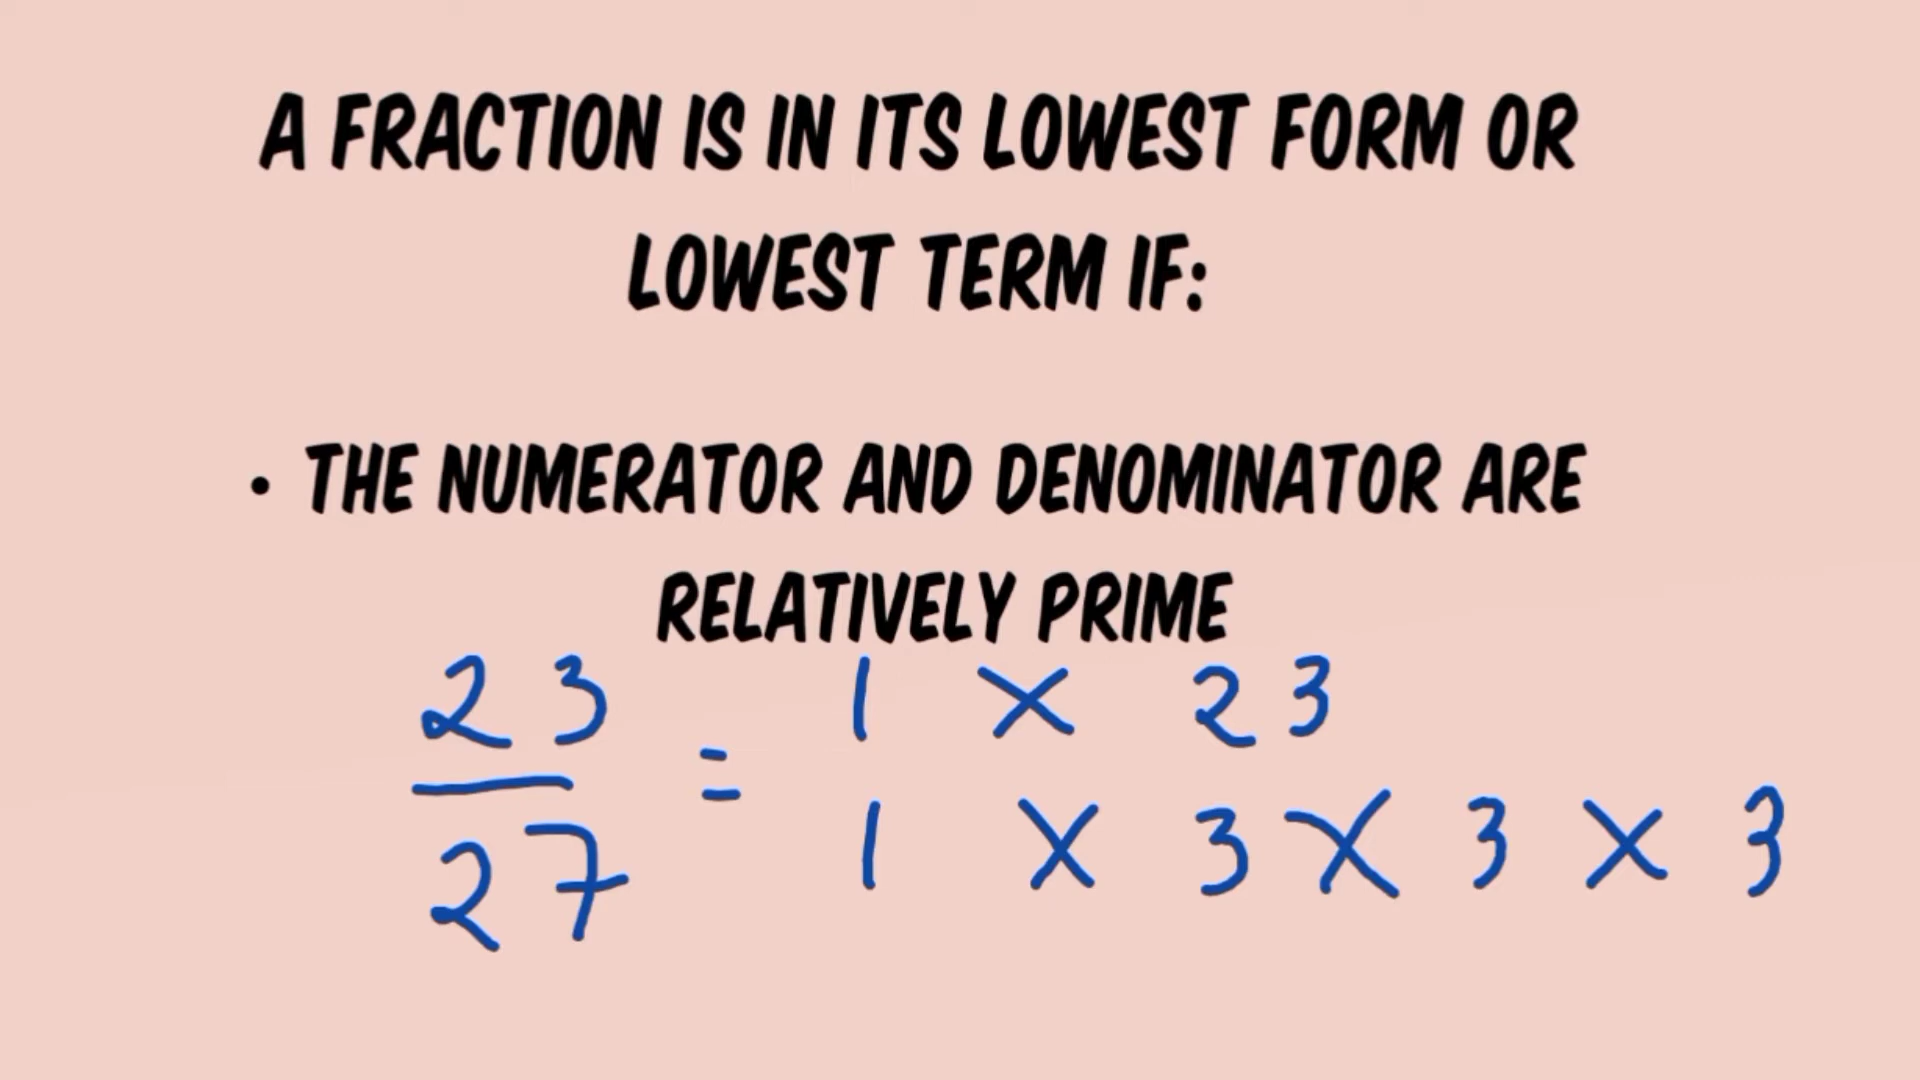 A FRACTION IS IN ITS LOWEST FORM OR
LOWEST TERM IF:
• THE NUMERATOR AND DENOMINATOR ARE
RELATIVELY PRIME
23 = 1 × 23
27 1 × 3 × 3 × 3